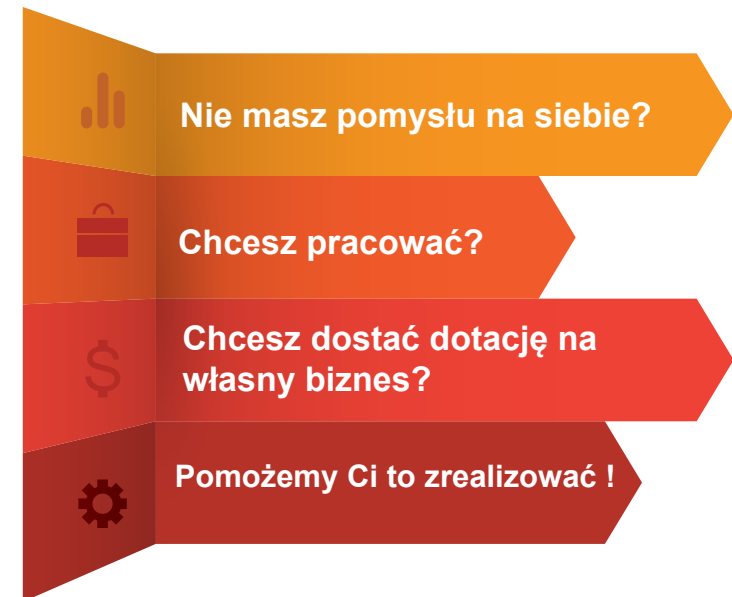 Nie masz pomysłu na siebie?
Chcesz pracować?
Chcesz dostać dotację na
własny biznes?
Pomożemy Ci to zrealizować !